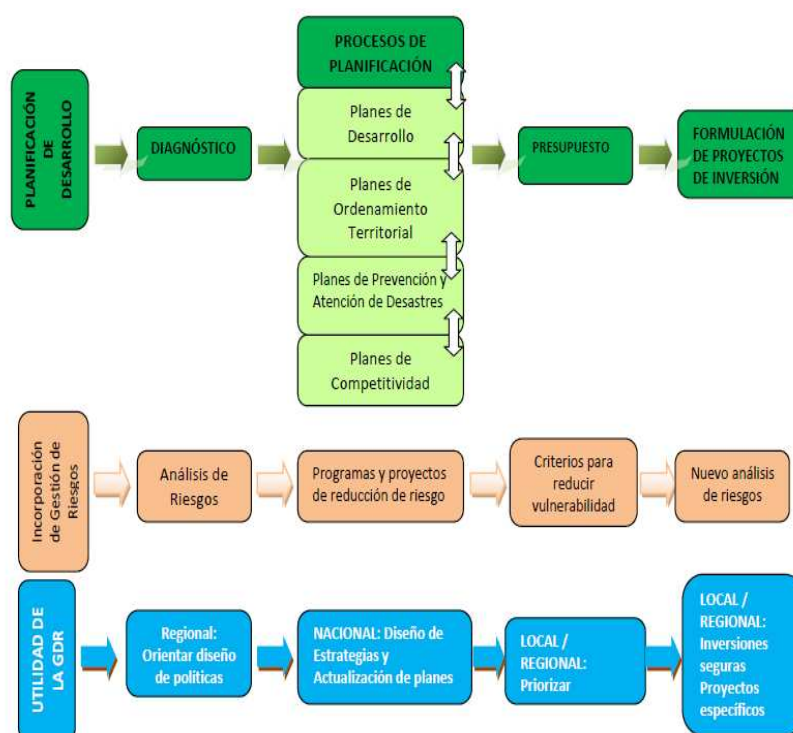 PLANIFICACIÓN
DE
DESARROLLO
DIAGNÓSTICO
PROCESOS DE
PLANIFICACIÓN
Planes de
Desarrollo
Planes de
Ordenamiento
Territorial
Planes de Prevención y
Atención de Desastres
Planes de
Competitividad
PRESUPUESTO
FORMULACIÓN
DE PROYECTOS
DE INVERSIÓN
Incorporación
de Gestión de
Riesgos
Análisis de
Riesgos
Programas y proyectos
de reducción de riesgo
Criterios para
reducir
vulnerabilidad
Nuevo análisis
de riesgos
UTILIDAD DE
LA GDR
Regional:
Orientar diseño
de políticas
NACIONAL: Diseño de
Estrategias y
Actualización de planes
LOCAL /
REGIONAL:
Priorizar
LOCAL /
REGIONAL:
Inversiones
seguras
Proyectos
específicos